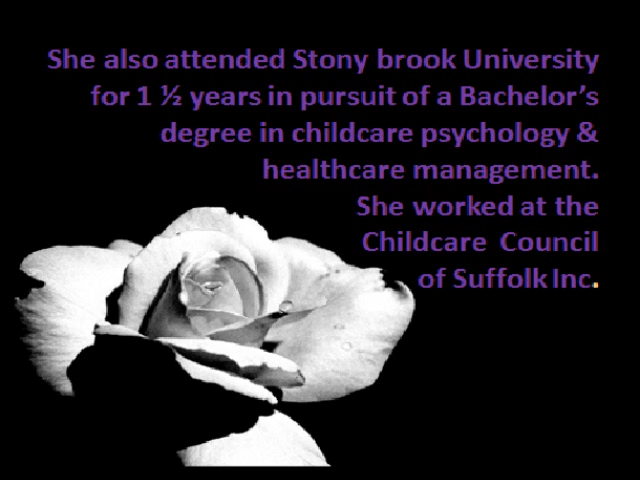 She also attended Stony brook University
for 1 ½ years in pursuit of a Bachelor’s
degree in childcare psychology &
healthcare management.
She worked at the
Childcare Council
of Suffolk Inc.